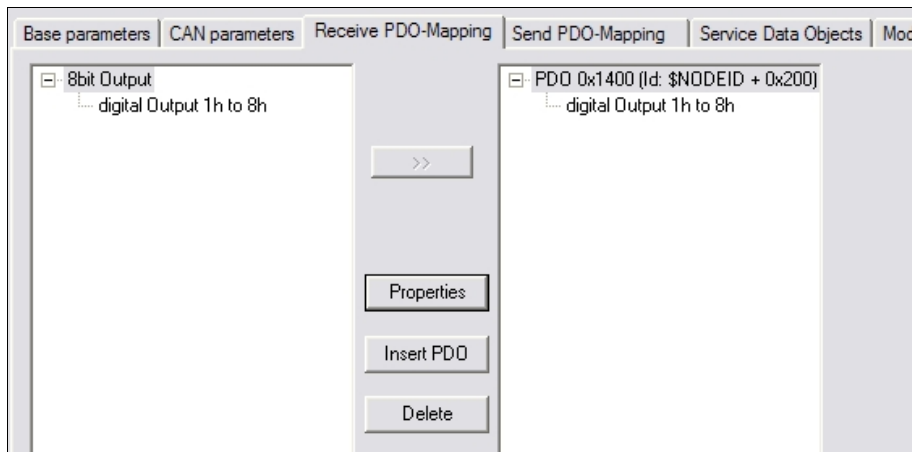 Base parameters CAN parameters Receive PDO-Mapping Send PDO-Mapping Service Data Objects
8bit Output
digital Output 1h to 8h
PDO 0x1400 (Id: $NODEID + 0x200)
digital Output 1h to 8h
>>
Properties
Insert PDO
Delete